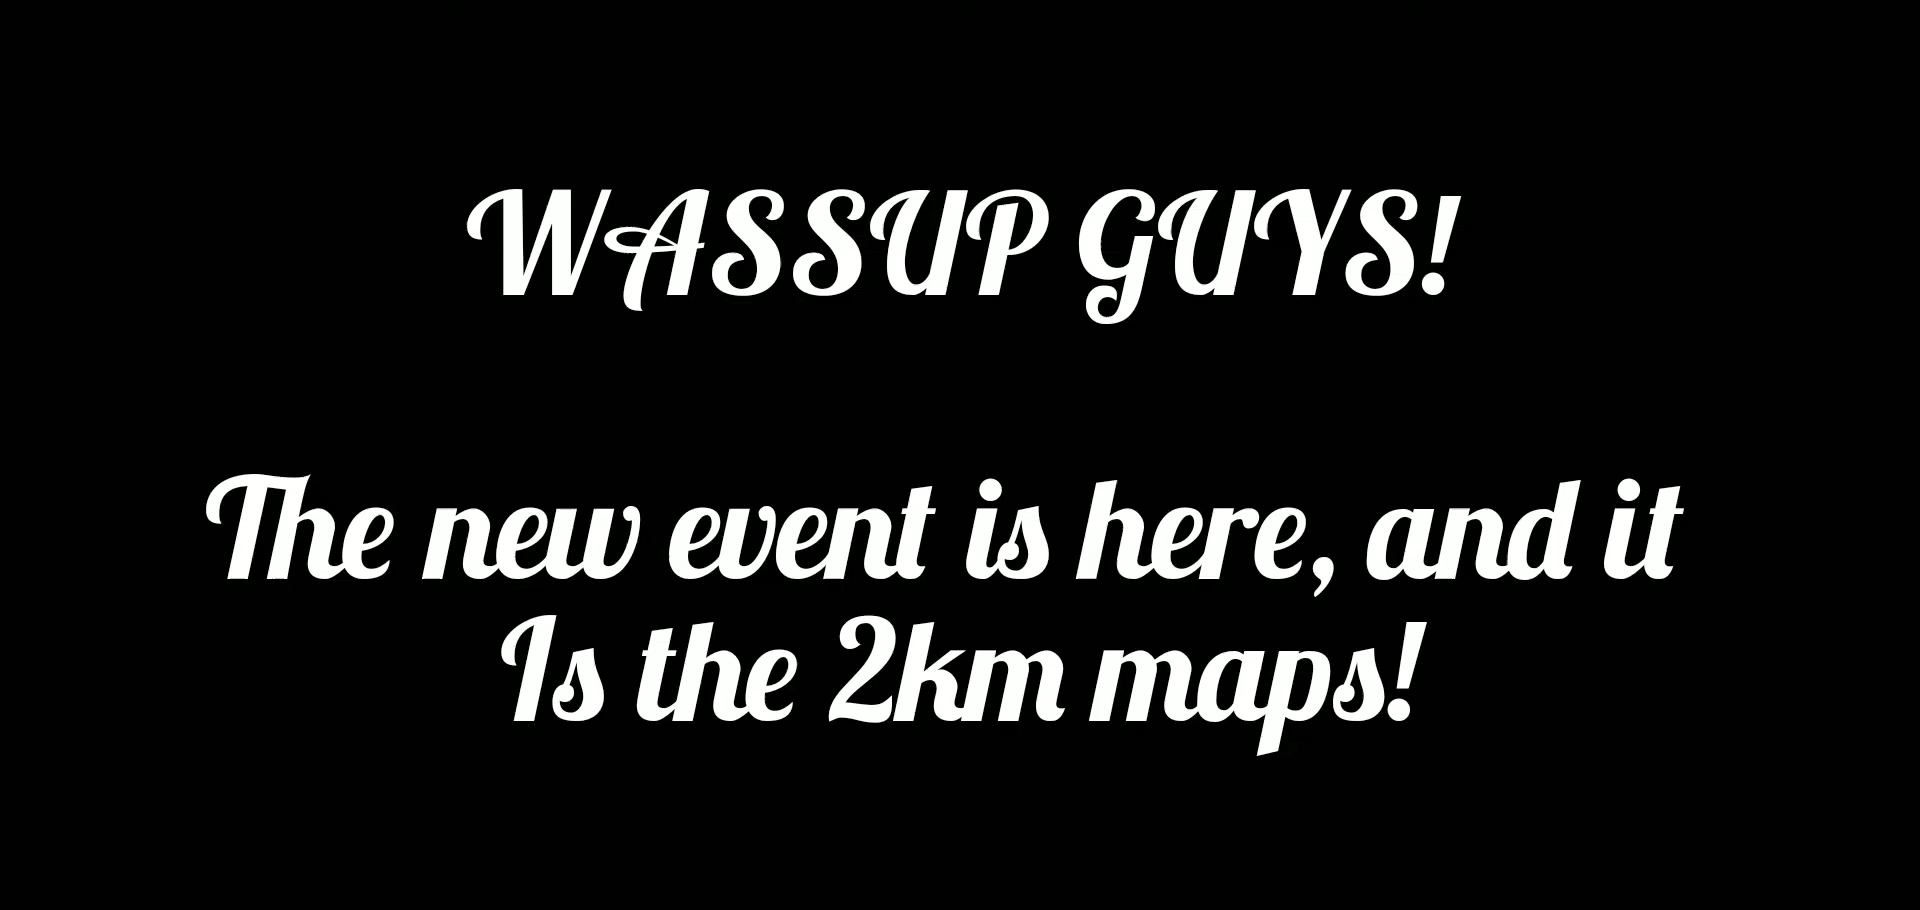 WASSUP GUYS!
The new event is here, and it
Is the 2km maps!